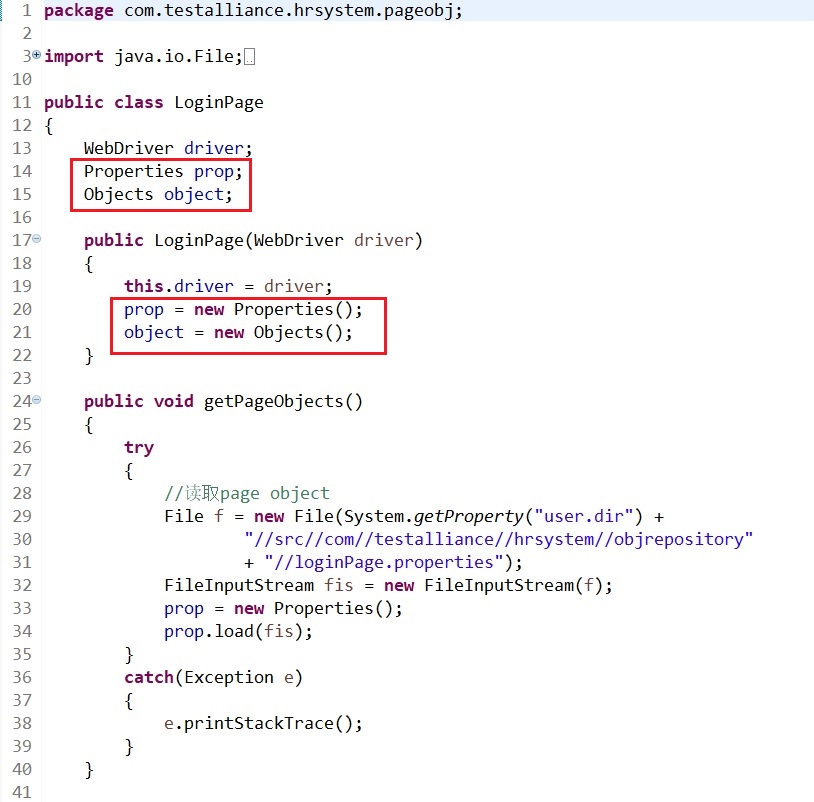 1 package com.testalliance.hrsystem.pageobj;
2
3 import java.io.File;
10
11 public class LoginPage
12 {
13     WebDriver driver;
14     Properties prop;
15     Objects object;
16
17     public LoginPage(WebDriver driver)
18     {
19         this.driver = driver;
20         prop = new Properties();
21         object = new Objects();
22     }
23
24     public void getPageObjects()
25     {
26         try
27         {
28             //读取page object
29             File f = new File(System.getProperty("user.dir") +
30                     "//src//com//testalliance//hrsystem//objrepository"
31                     + "//loginPage.properties");
32             FileInputStream fis = new FileInputStream(f);
33             prop = new Properties();
34             prop.load(fis);
35         }
36         catch(Exception e)
37         {
38             e.printStackTrace();
39         }
40     }
41